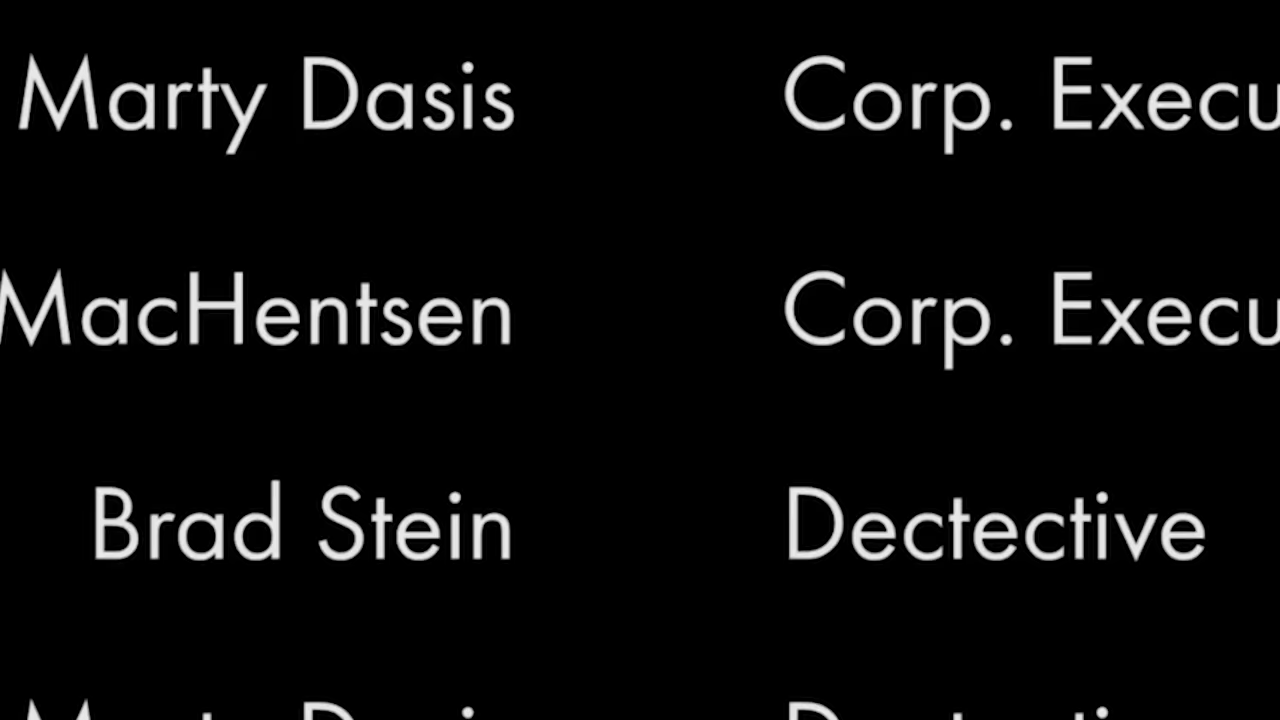 Marty Dasis Corp. Execu
MacHentsen Corp. Execu
Brad Stein Dectective